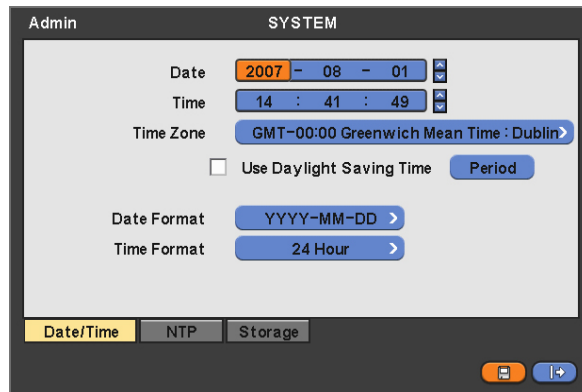 Admin SYSTEM
Date 2007 - 08 - 01
Time 14 : 41 : 49
Time Zone GMT-00:00 Greenwich Mean Time : Dublin
Use Daylight Saving Time Period
Date Format YYYY-MM-DD
Time Format 24 Hour
Date/Time NTP Storage